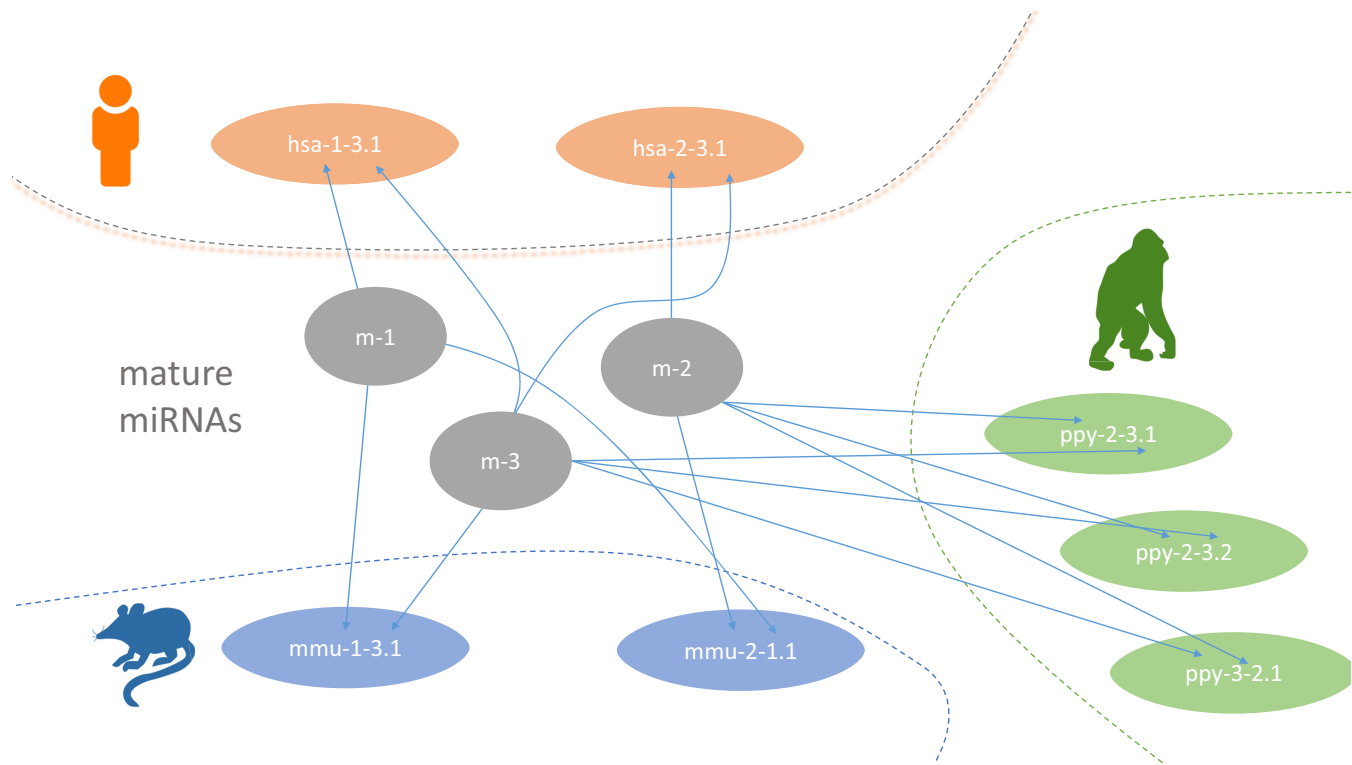 hsa-1-3.1
hsa-2-3.1
m-1
m-2
mature
miRNAs
m-3
ppy-2-3.1
ppy-2-3.2
mmu-1-3.1
mmu-2-1.1
ppy-3-2.1